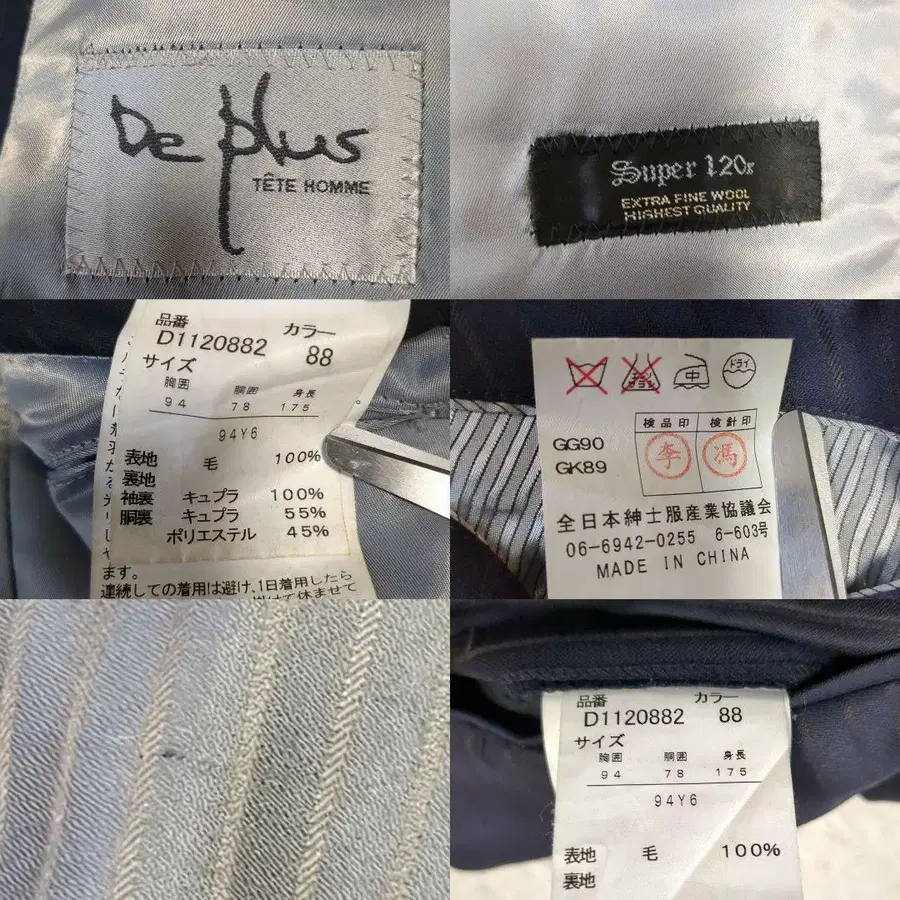 De plus
TÊTE HOMME
Super 120s
EXTRA FINE WOOL
HIGHEST QUALITY
品番 カラー
D1120882 88
サイズ
胸囲 胴囲 身長
94 78 175
94Y6
表地 毛 100%
裏地
袖裏 キュプラ 100%
胴裏 キュプラ 55%
ポリエステル 45%
ます。
連続しての着用は避け、1日着用したら
中 ドライ
GG90 検品印 検針印
GK89 李 馮
全日本紳士服産業協議会
06-6942-0255 6-603号
MADE IN CHINA
品番 カラー
D1120882 88
サイズ
胸囲 胴囲 身長
94 78 175
94Y6
表地 毛 100%
裏地